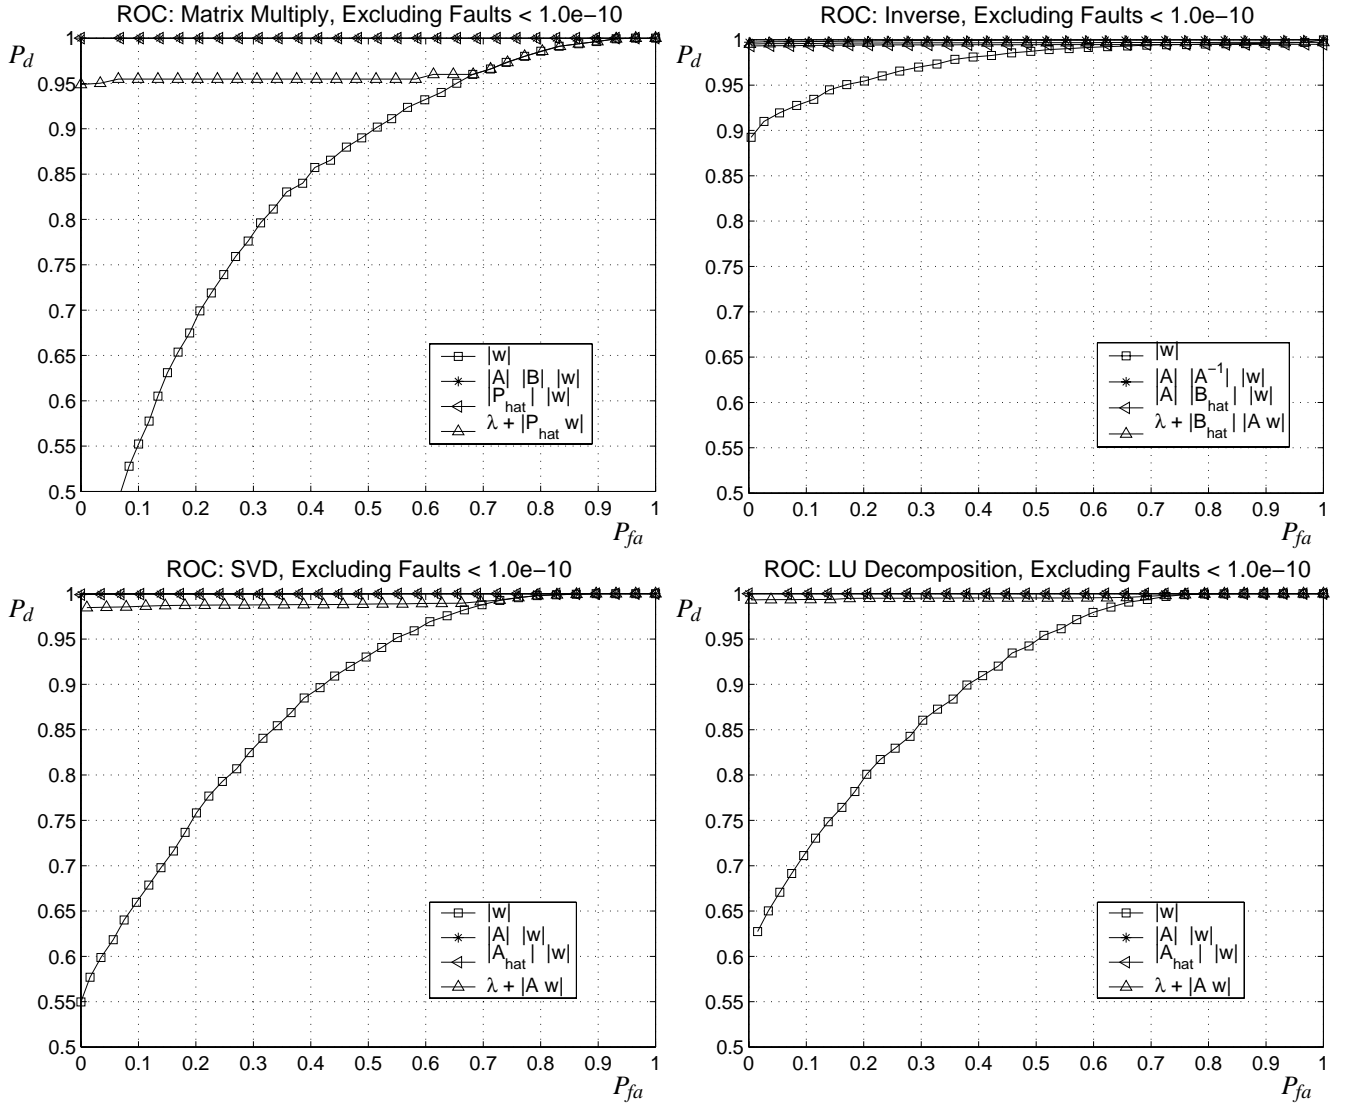 ROC: Matrix Multiply, Excluding Faults < 1.0e−10
P_d
1
0.95
0.9
0.85
0.8
0.75
0.7
0.65
0.6
0.55
0.5
|w|
|A| |B| |w|
|P_hat| |w|
λ + |P_hat w|
0 0.1 0.2 0.3 0.4 0.5 0.6 0.7 0.8 0.9 1
P_fa
ROC: Inverse, Excluding Faults < 1.0e−10
P_d
1
0.95
0.9
0.85
0.8
0.75
0.7
0.65
0.6
0.55
0.5
|w|
|A| |A^−1| |w|
|A| |B_hat| |w|
λ + |B_hat| |A w|
0 0.1 0.2 0.3 0.4 0.5 0.6 0.7 0.8 0.9 1
P_fa
ROC: SVD, Excluding Faults < 1.0e−10
P_d
1
0.95
0.9
0.85
0.8
0.75
0.7
0.65
0.6
0.55
0.5
|w|
|A| |w|
|A_hat| |w|
λ + |A w|
0 0.1 0.2 0.3 0.4 0.5 0.6 0.7 0.8 0.9 1
P_fa
ROC: LU Decomposition, Excluding Faults < 1.0e−10
P_d
1
0.95
0.9
0.85
0.8
0.75
0.7
0.65
0.6
0.55
0.5
|w|
|A| |w|
|A_hat| |w|
λ + |A w|
0 0.1 0.2 0.3 0.4 0.5 0.6 0.7 0.8 0.9 1
P_fa